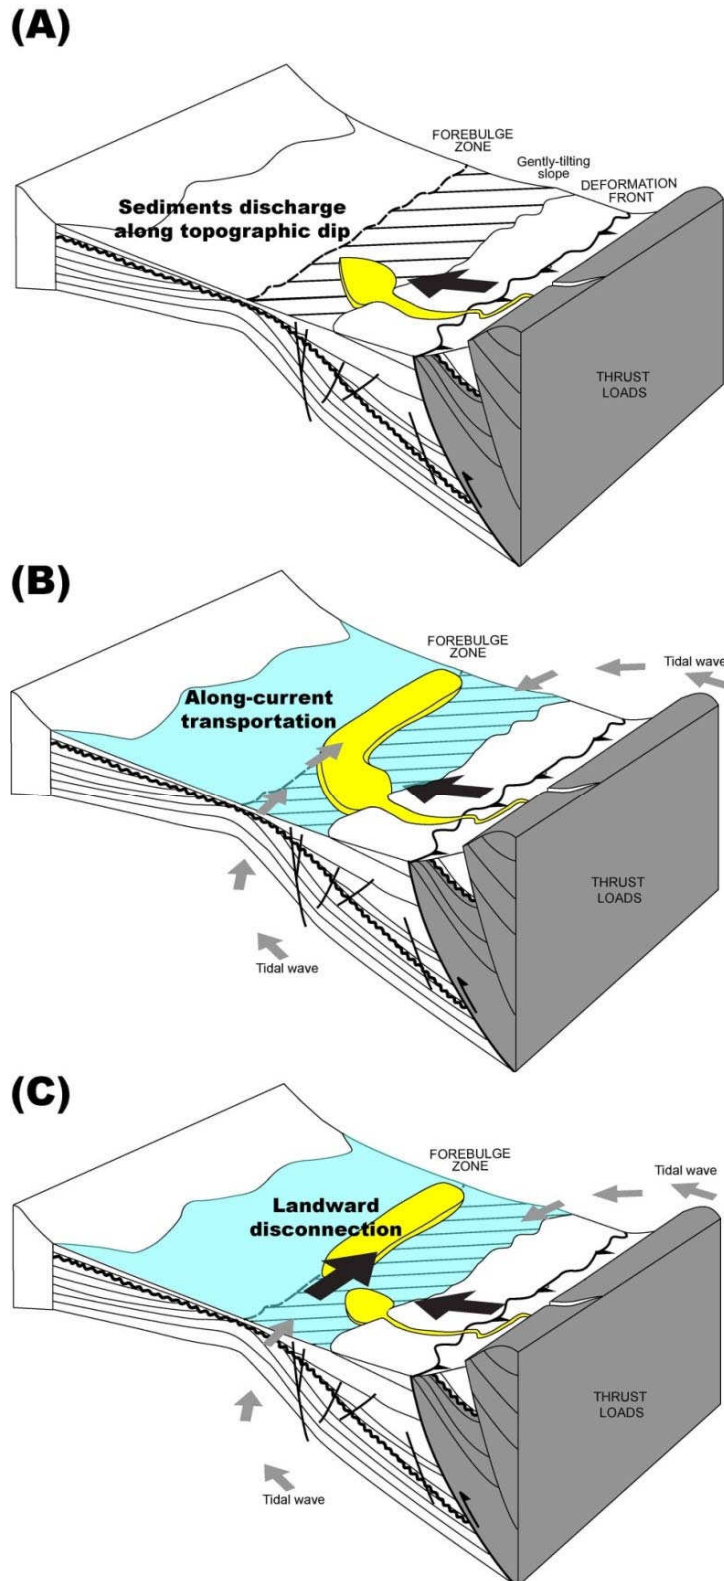 (A)
FOREBULGE
ZONE
Gently-tilting
slope
DEFORMATION
FRONT
Sediments discharge
along topographic dip
THRUST
LOADS
(B)
FOREBULGE
ZONE
Tidal wave
Along-current
transportation
THRUST
LOADS
Tidal wave
(C)
FOREBULGE
ZONE
Tidal wave
Landward
disconnection
THRUST
LOADS
Tidal wave